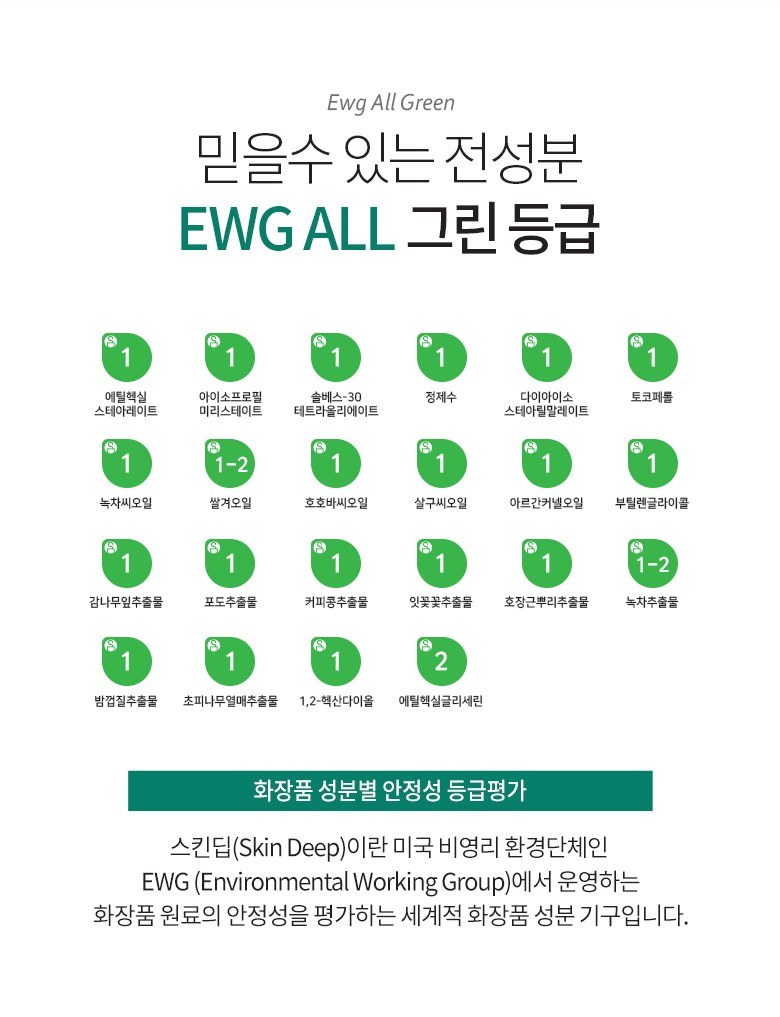 Ewg All Green
믿을수 있는 전성분
EWG ALL 그린 등급
1 1 1 1 1 1
에틸헥실 스테아레이트
아이소프로필 미리스테이트
솔베스-30 테트라올리에이트
정제수
다이아이소 스테아릴말레이트
토코페롤
1 1-2 1 1 1 1
녹차씨오일 쌀겨오일 호호바씨오일 살구씨오일 아르간커넬오일 부틸렌글라이콜
1 1 1 1 1 1-2
감나무잎추출물 포도추출물 커피콩추출물 잇꽃꽃추출물 호장근뿌리추출물 녹차추출물
1 1 1 2
밤껍질추출물 초피나무열매추출물 1,2-헥산다이올 에틸헥실글리세린
화장품 성분별 안정성 등급평가
스킨딥(Skin Deep)이란 미국 비영리 환경단체인
EWG (Environmental Working Group)에서 운영하는
화장품 원료의 안정성을 평가하는 세계적 화장품 성분 기구입니다.